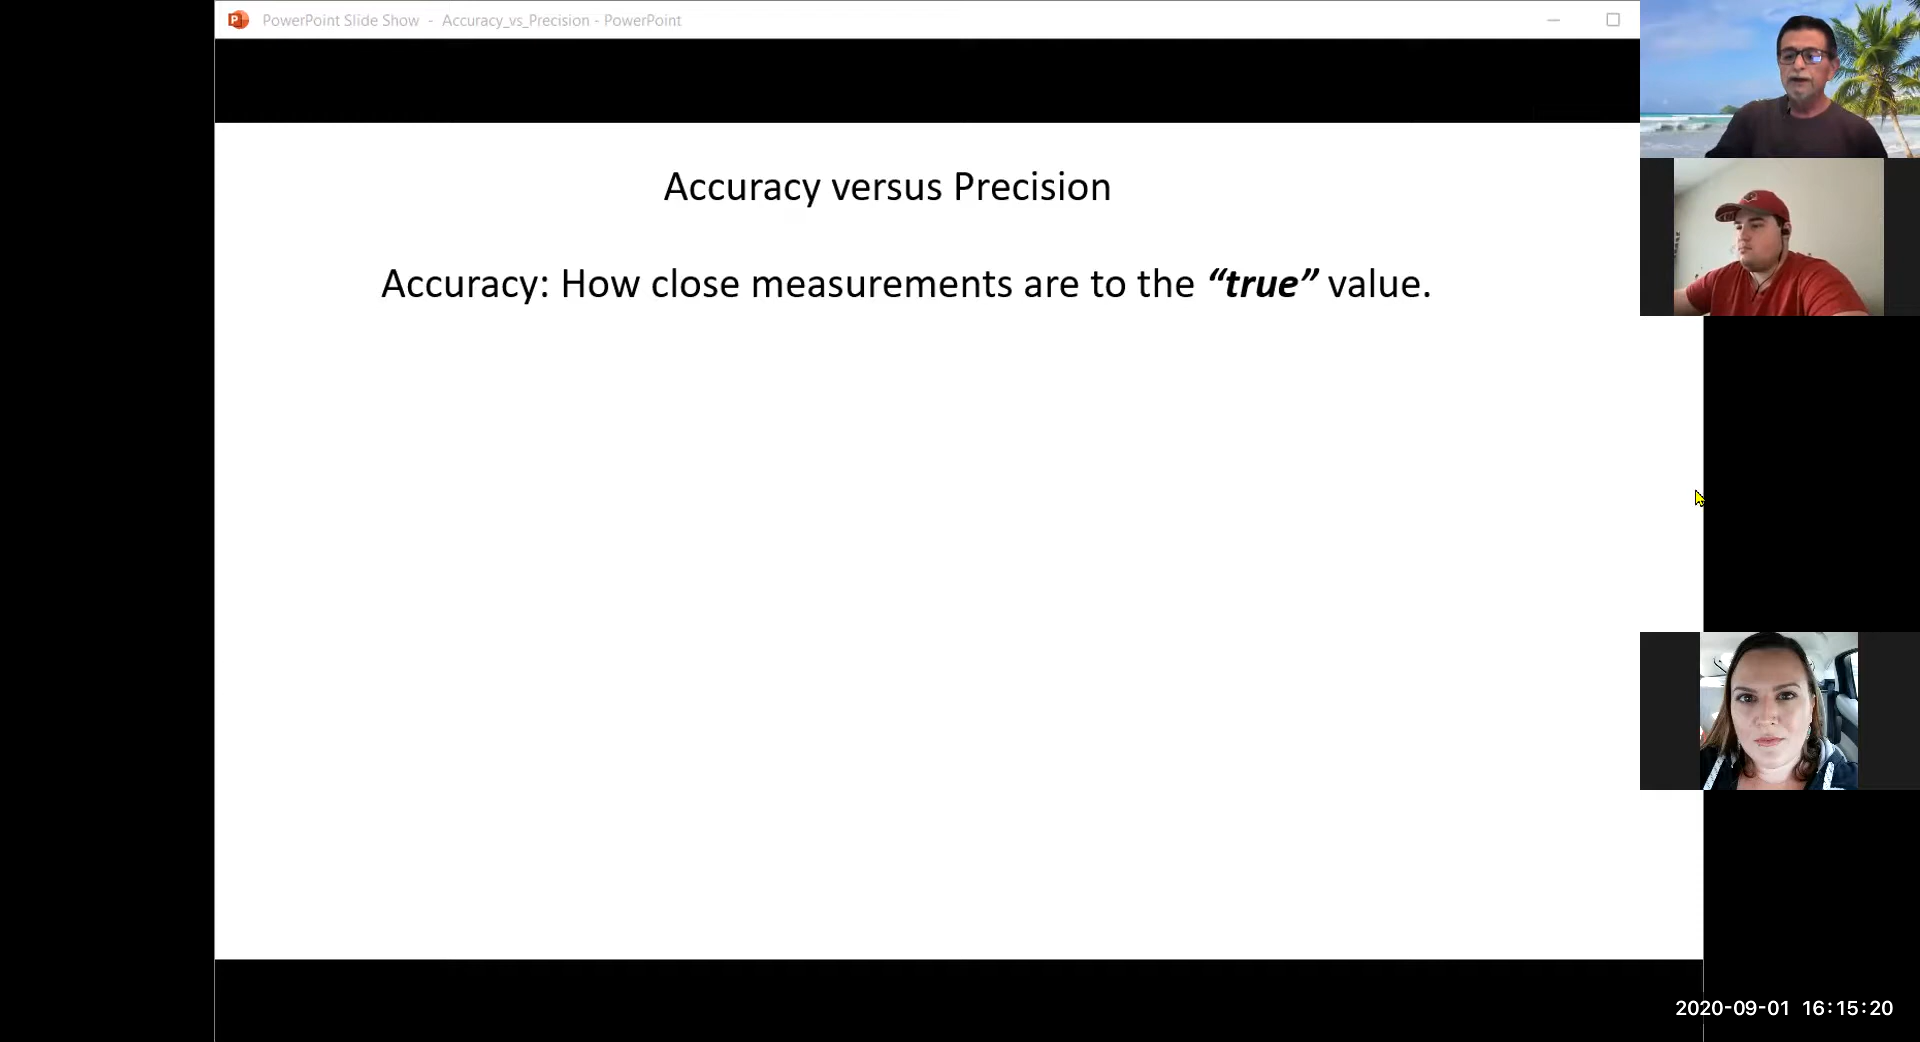 PowerPoint Slide Show - Accuracy_vs_Precision - PowerPoint
Accuracy versus Precision
Accuracy: How close measurements are to the “true” value.
2020-09-01 16:15:20